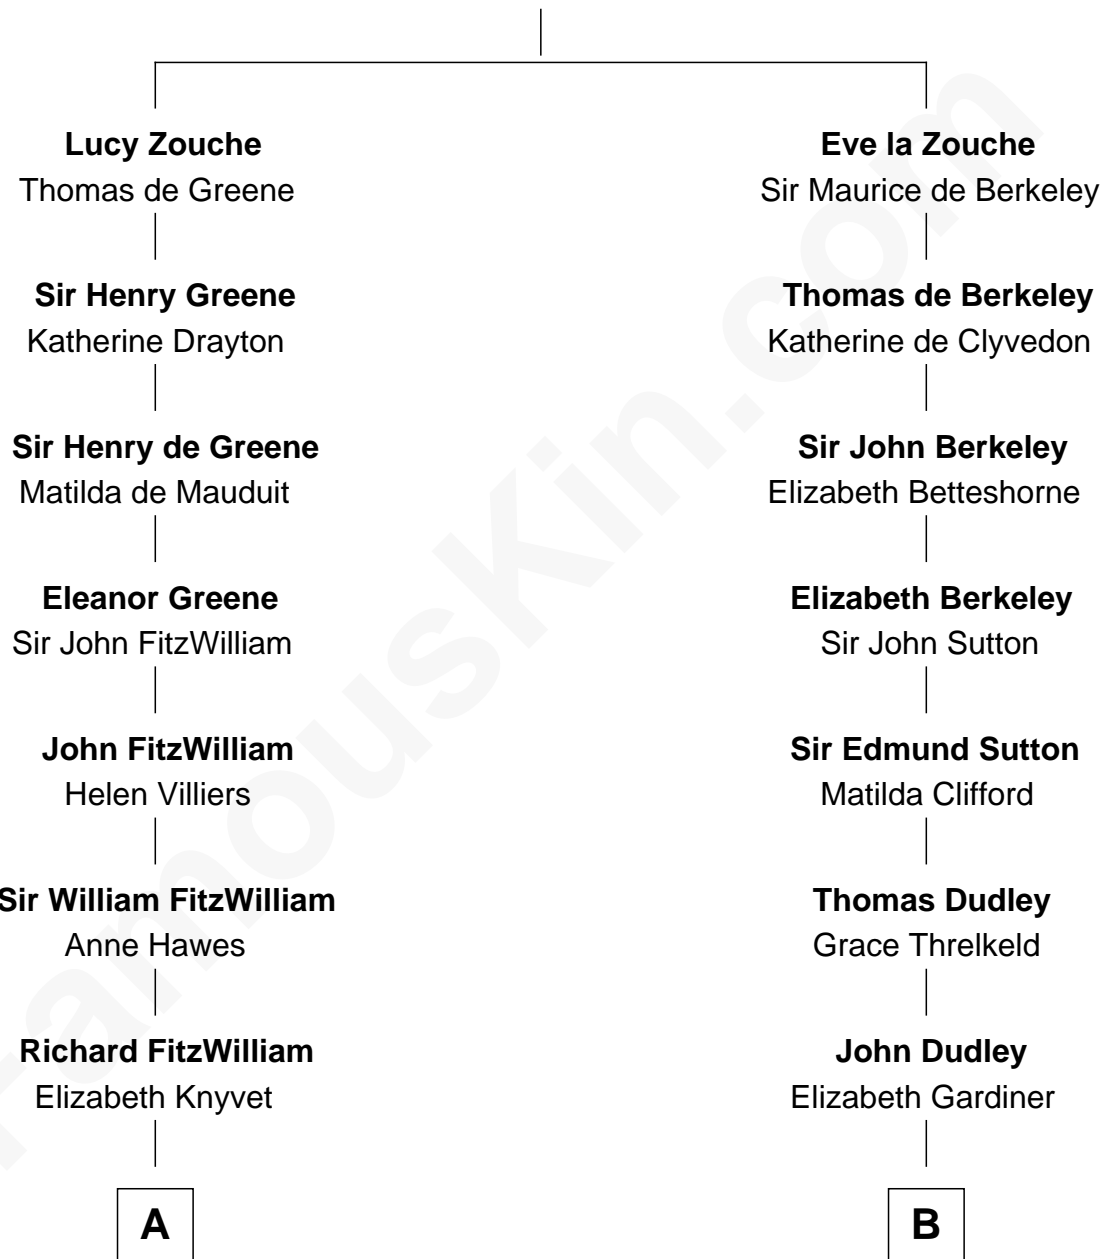 Lucy Zouche
Thomas de Greene
Eve la Zouche
Sir Maurice de Berkeley
Sir Henry Greene
Katherine Drayton
Thomas de Berkeley
Katherine de Clyvedon
Sir Henry de Greene
Matilda de Mauduit
Sir John Berkeley
Elizabeth Betteshorne
Eleanor Greene
Sir John FitzWilliam
Elizabeth Berkeley
Sir John Sutton
John FitzWilliam
Helen Villiers
Sir Edmund Sutton
Matilda Clifford
Sir William FitzWilliam
Anne Hawes
Thomas Dudley
Grace Threlkeld
Richard FitzWilliam
Elizabeth Knyvet
John Dudley
Elizabeth Gardiner
A
B
FamousKin.com